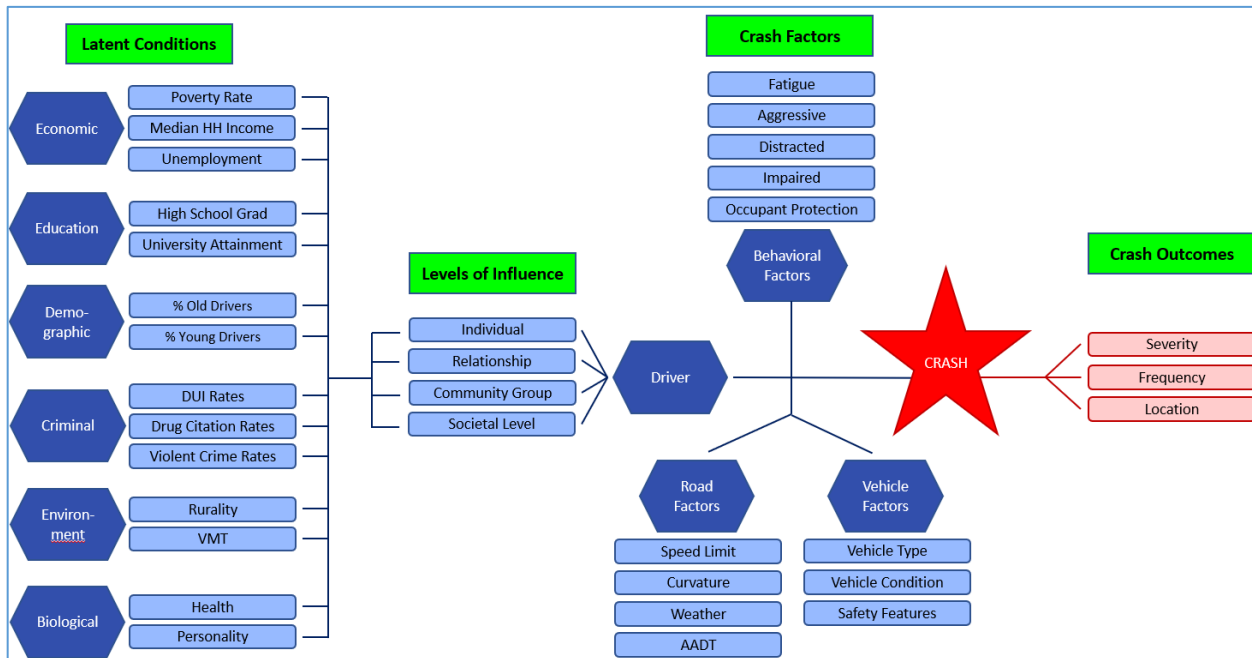 Latent Conditions
Economic
Poverty Rate
Median HH Income
Unemployment
Education
High School Grad
University Attainment
Demo-
graphic
% Old Drivers
% Young Drivers
Criminal
DUI Rates
Drug Citation Rates
Violent Crime Rates
Environ-
ment
Rurality
VMT
Biological
Health
Personality
Levels of Influence
Individual
Relationship
Community Group
Societal Level
Driver
Crash Factors
Fatigue
Aggressive
Distracted
Impaired
Occupant Protection
Behavioral
Factors
Road
Factors
Speed Limit
Curvature
Weather
AADT
Vehicle
Factors
Vehicle Type
Vehicle Condition
Safety Features
CRASH
Crash Outcomes
Severity
Frequency
Location